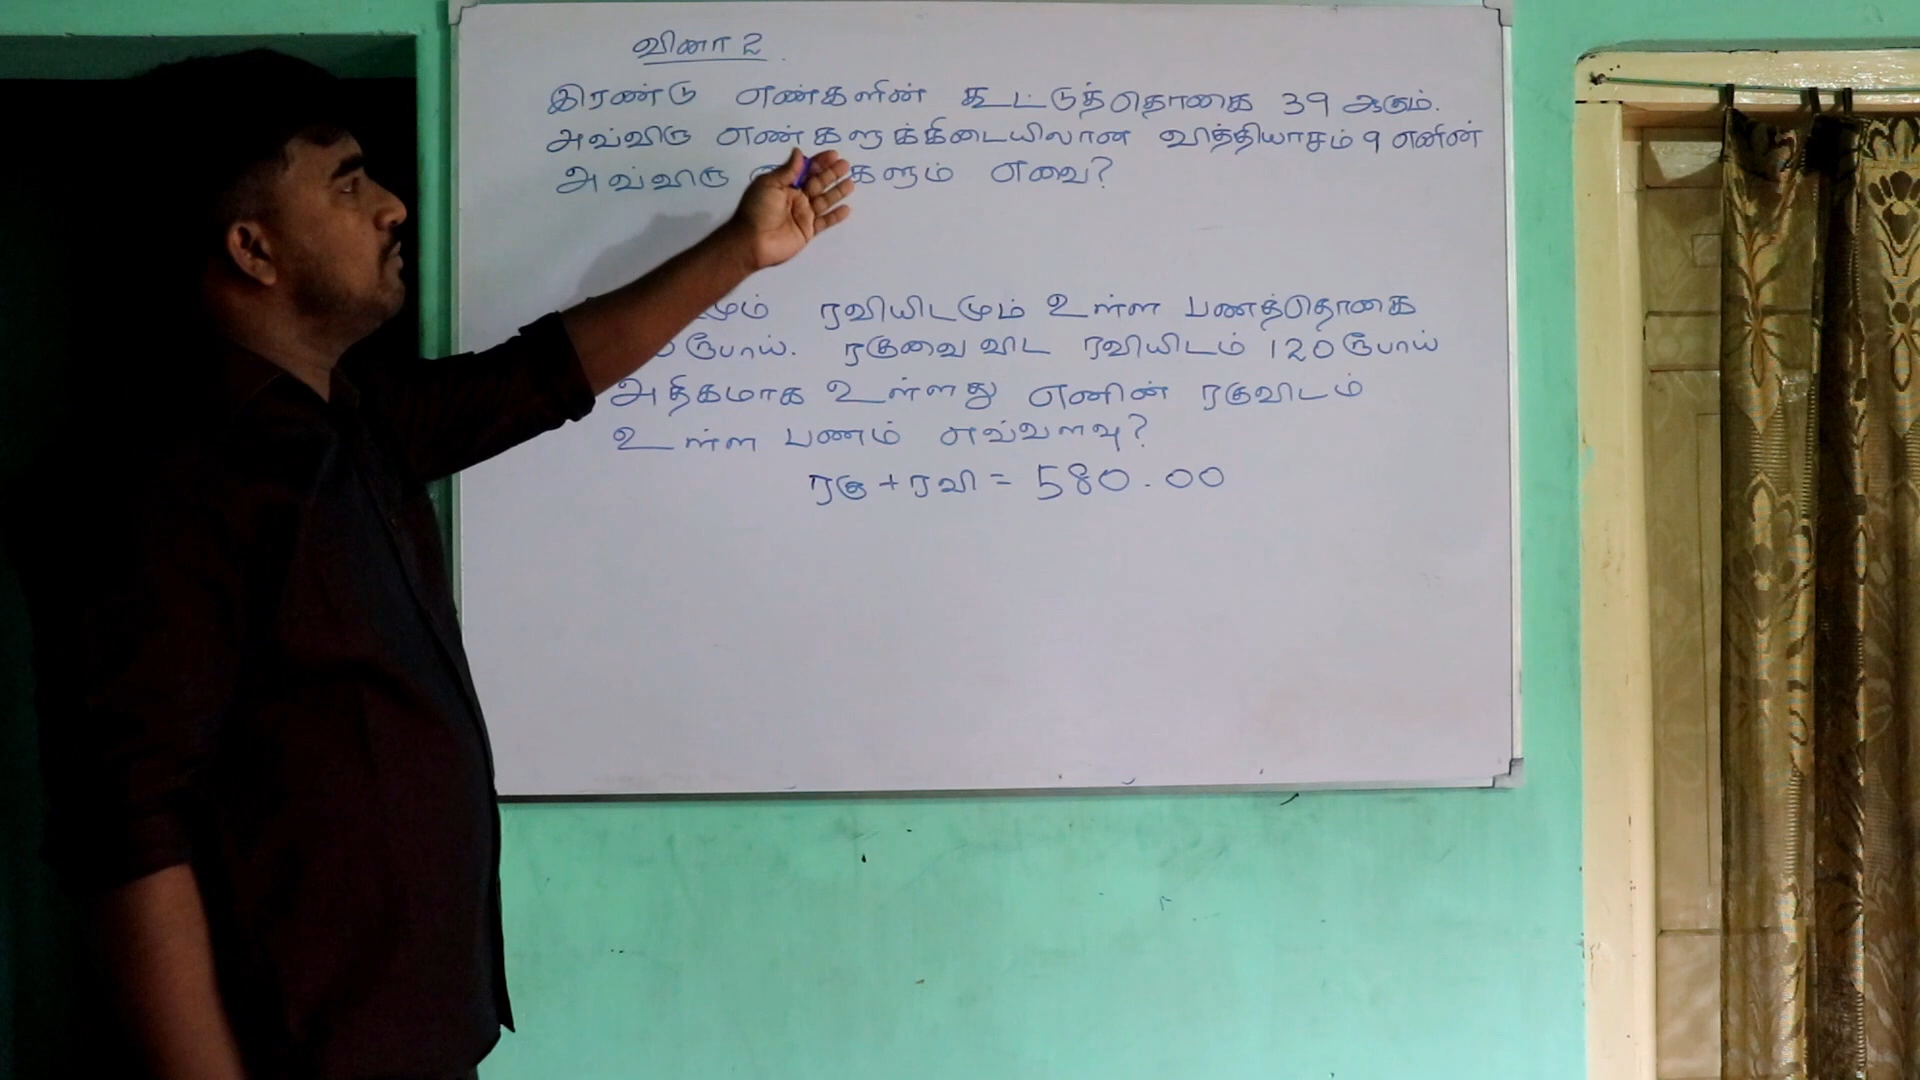 வினா 2
இரண்டு எண்களின் கூட்டுத்தொகை 39 ஆகும்.
அவ்விரு எண்களுக்கிடையிலான வித்தியாசம் 9 எனின்
அவ்விரு களும் எவை?
ரவியிடமும் உள்ள பணத்தொகை
ரூபாய். ரகுவை விட ரவியிடம் 120 ரூபாய்
அதிகமாக உள்ளது எனின் ரகுவிடம்
உள்ள பணம் எவ்வளவு?
ரகு + ரவி = 580.00